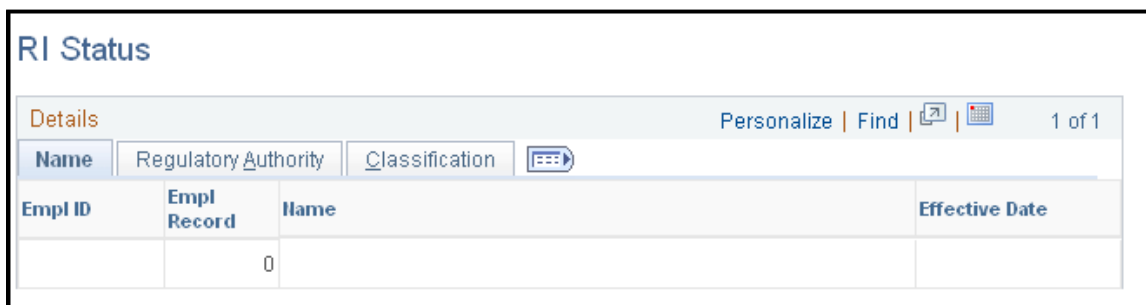 RI Status
Details Personalize | Find | | 1 of 1
Name Regulatory Authority Classification
Empl ID Empl Record Name Effective Date
0